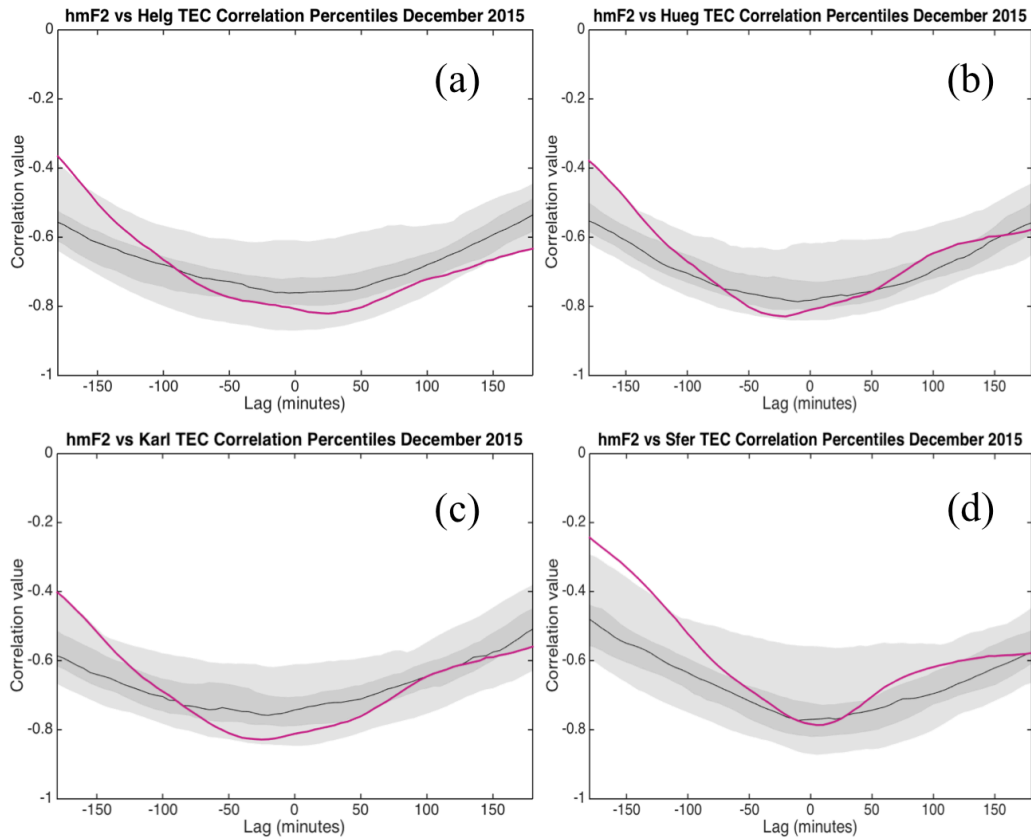 hmF2 vs Helg TEC Correlation Percentiles December 2015
0
-0.2
-0.4
-0.6
-0.8
-1
Correlation value
(a)
-150 -100 -50 0 50 100 150
Lag (minutes)
hmF2 vs Hueg TEC Correlation Percentiles December 2015
0
-0.2
-0.4
-0.6
-0.8
-1
Correlation value
(b)
-150 -100 -50 0 50 100 150
Lag (minutes)
hmF2 vs Karl TEC Correlation Percentiles December 2015
0
-0.2
-0.4
-0.6
-0.8
-1
Correlation value
(c)
-150 -100 -50 0 50 100 150
Lag (minutes)
hmF2 vs Sfer TEC Correlation Percentiles December 2015
0
-0.2
-0.4
-0.6
-0.8
-1
Correlation value
(d)
-150 -100 -50 0 50 100 150
Lag (minutes)